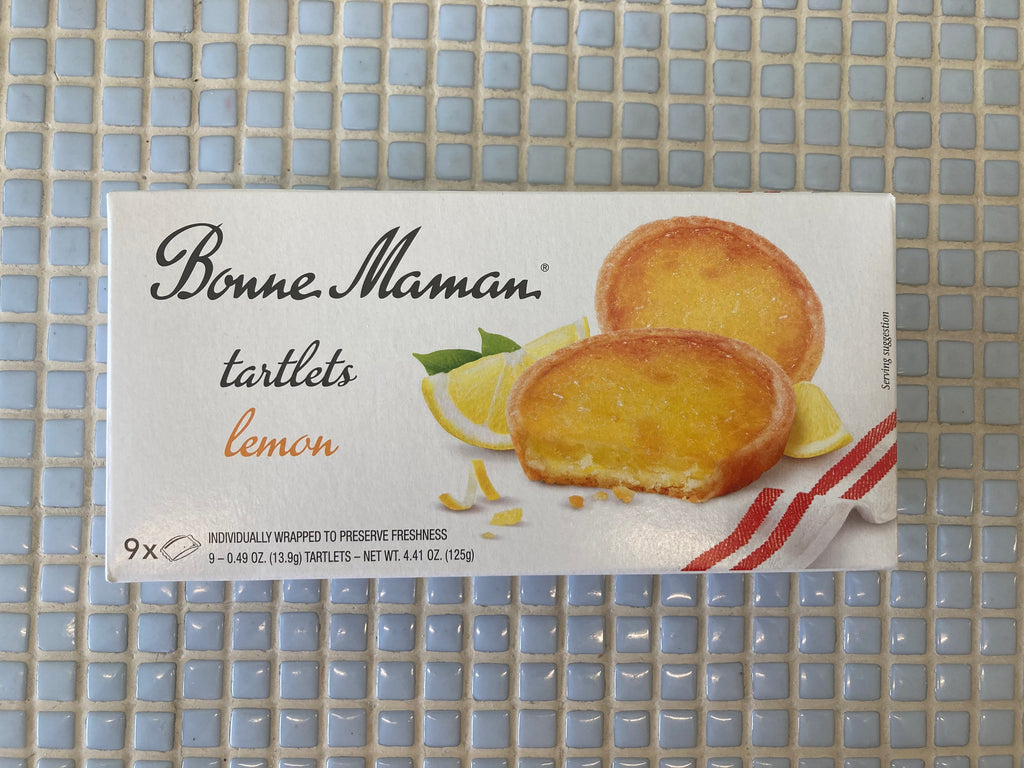 Bonne Maman®
tartlets
lemon
Serving suggestion
9x
INDIVIDUALLY WRAPPED TO PRESERVE FRESHNESS
9 – 0.49 OZ. (13.9g) TARTLETS – NET WT. 4.41 OZ. (125g)